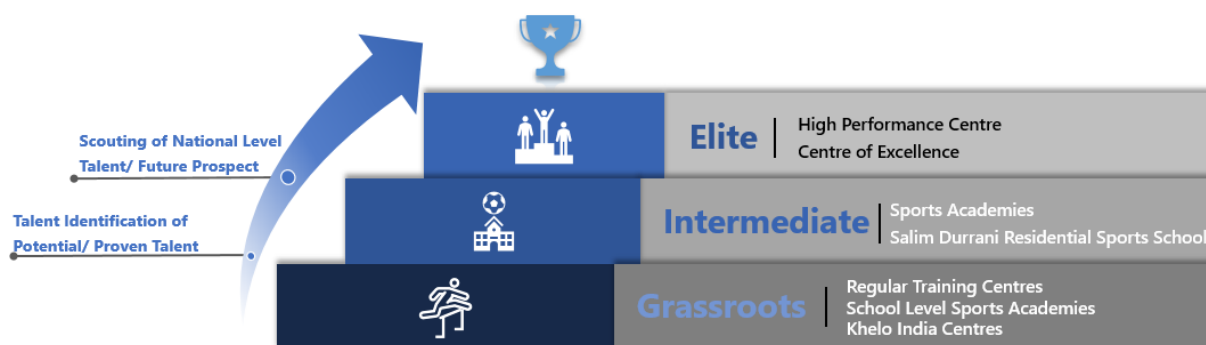 Scouting of National Level
Talent/ Future Prospect
Talent Identification of
Potential/ Proven Talent
Elite
High Performance Centre
Centre of Excellence
Intermediate
Sports Academies
Salim Durrani Residential Sports School
Grassroots
Regular Training Centres
School Level Sports Academies
Khelo India Centres